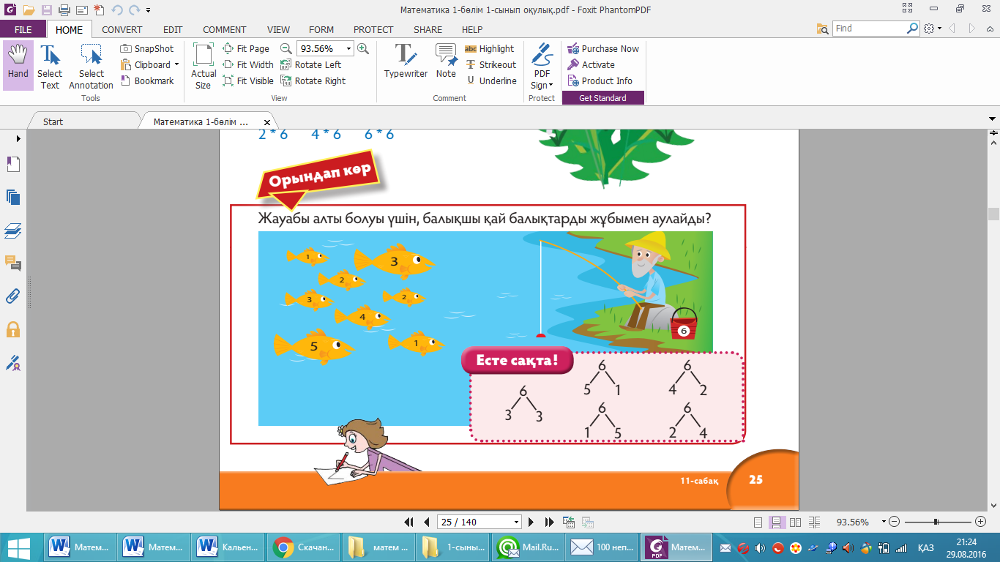 Математика 1-бөлім 1-сынып оқулық.pdf - Foxit PhantomPDF
FILE HOME CONVERT EDIT COMMENT VIEW FORM PROTECT SHARE HELP
Find
Hand
Select Text
Select Annotation
SnapShot
Clipboard
Bookmark
Tools
Actual Size
Fit Page
Fit Width
Fit Visible
93.56%
Rotate Left
Rotate Right
View
Typewriter
Note
Highlight
Strikeout
Underline
Comment
PDF Sign
Protect
Purchase Now
Activate
Product Info
Get Standard
Start
Математика 1-бөлім ...
2 * 6 4 * 6 6 * 6
Орындап көр
Жауабы алты болуы үшін, балықшы қай балықтарды жұбымен аулайды?
1 3
2
3 2
4
5 1
6
Есте сақта!
6 6
5 1 4 2
6
3 3
6 6
1 5 2 4
11-сабақ 25
25 / 140
93.56%
Матем...
Матем...
Кальен...
Скачан...
матем ...
1-сыны...
Mail.Ru...
100 неп...
Матем...
ҚАЗ
21:24
29.08.2016